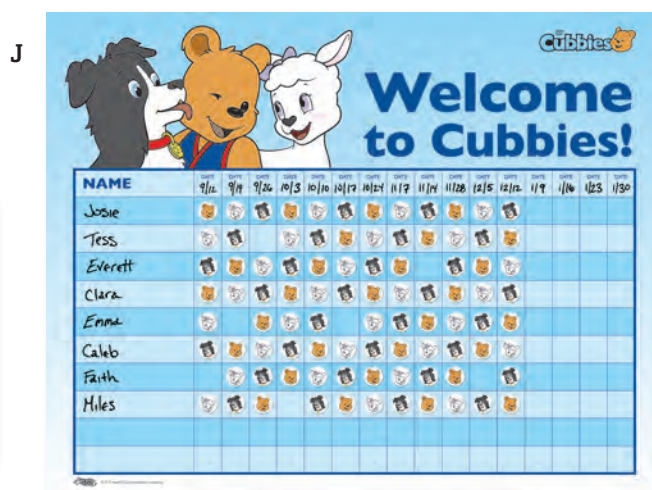 J
Cubbies
Welcome
to Cubbies!
NAME DATE DATE DATE DATE DATE DATE DATE DATE DATE DATE DATE DATE DATE DATE DATE DATE
9/12 9/19 9/26 10/3 10/10 10/17 10/24 11/7 11/14 11/28 12/5 12/12 1/9 1/16 1/23 1/30
Josie
Tess
Everett
Clara
Emma
Caleb
Faith
Miles